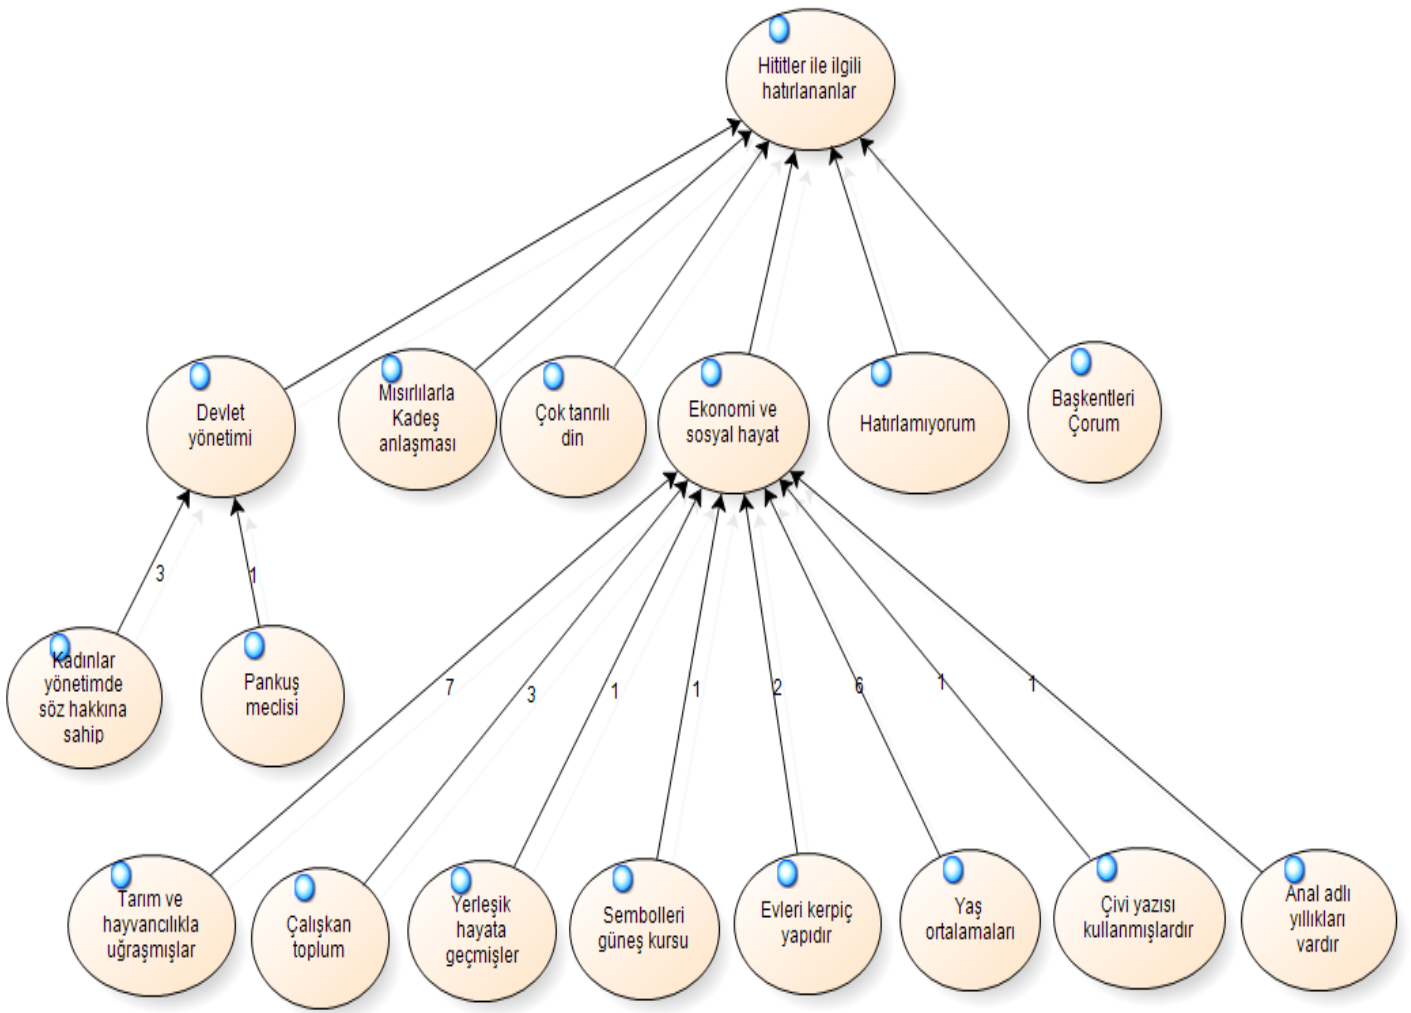 Hititler ile ilgili
hatırlananlar
Devlet
yönetimi
Mısırlılarla
Kadeş
anlaşması
Çok tanrılı
din
Ekonomi ve
sosyal hayat
Hatırlamıyorum
Başkentleri
Çorum
3
1
Kadınlar
yönetimde
söz hakkına
sahip
Pankuş
meclisi
7
3
1
1
2
6
1
1
Tarım ve
hayvancılıkla
uğraşmışlar
Çalışkan
toplum
Yerleşik
hayata
geçmişler
Sembolleri
güneş kursu
Evleri kerpiç
yapıdır
Yaş
ortalamaları
Çivi yazısı
kullanmışlardır
Anal adlı
yıllıkları
vardır